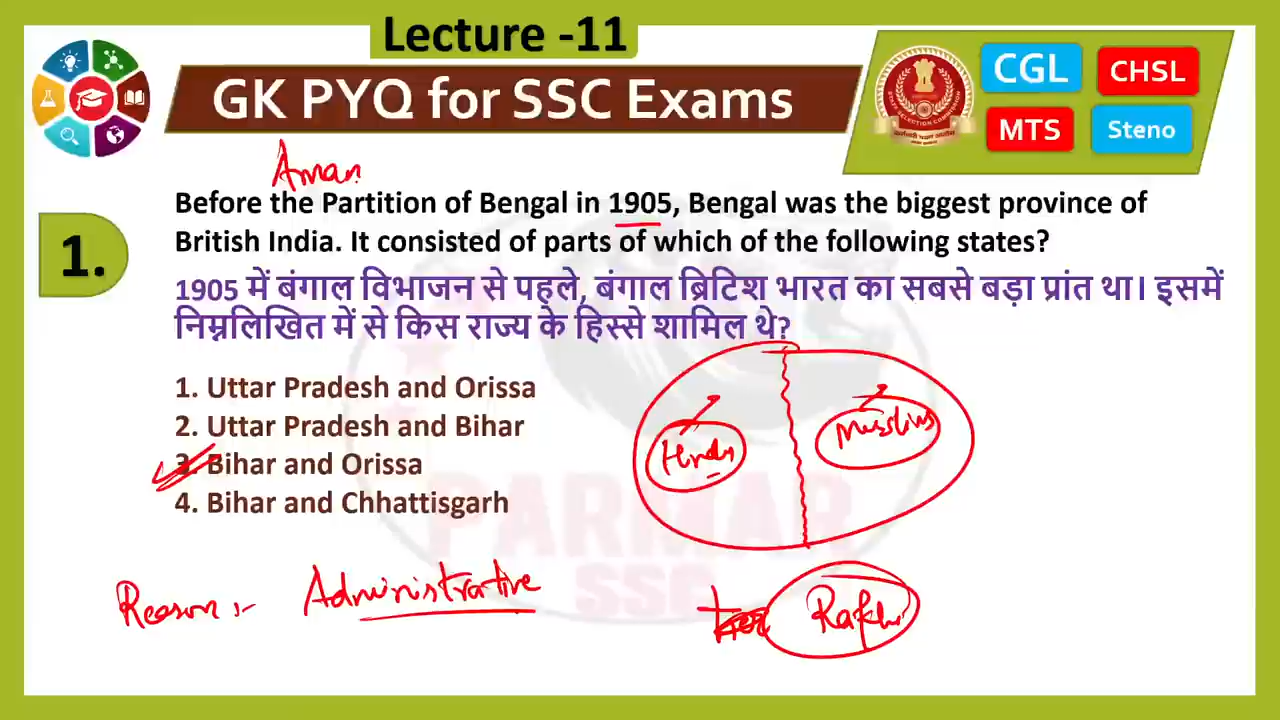 Lecture -11
GK PYQ for SSC Exams
CGL
CHSL
MTS
Steno
Aman
Before the Partition of Bengal in 1905, Bengal was the biggest province of
British India. It consisted of parts of which of the following states?
1.
1905 में बंगाल विभाजन से पहले, बंगाल ब्रिटिश भारत का सबसे बड़ा प्रांत था। इसमें
निम्नलिखित में से किस राज्य के हिस्से शामिल थे?
1. Uttar Pradesh and Orissa
2. Uttar Pradesh and Bihar
3. Bihar and Orissa
4. Bihar and Chhattisgarh
Hindu
Muslims
PARMAR
SSC
Reason :- Administrative
Rakhi